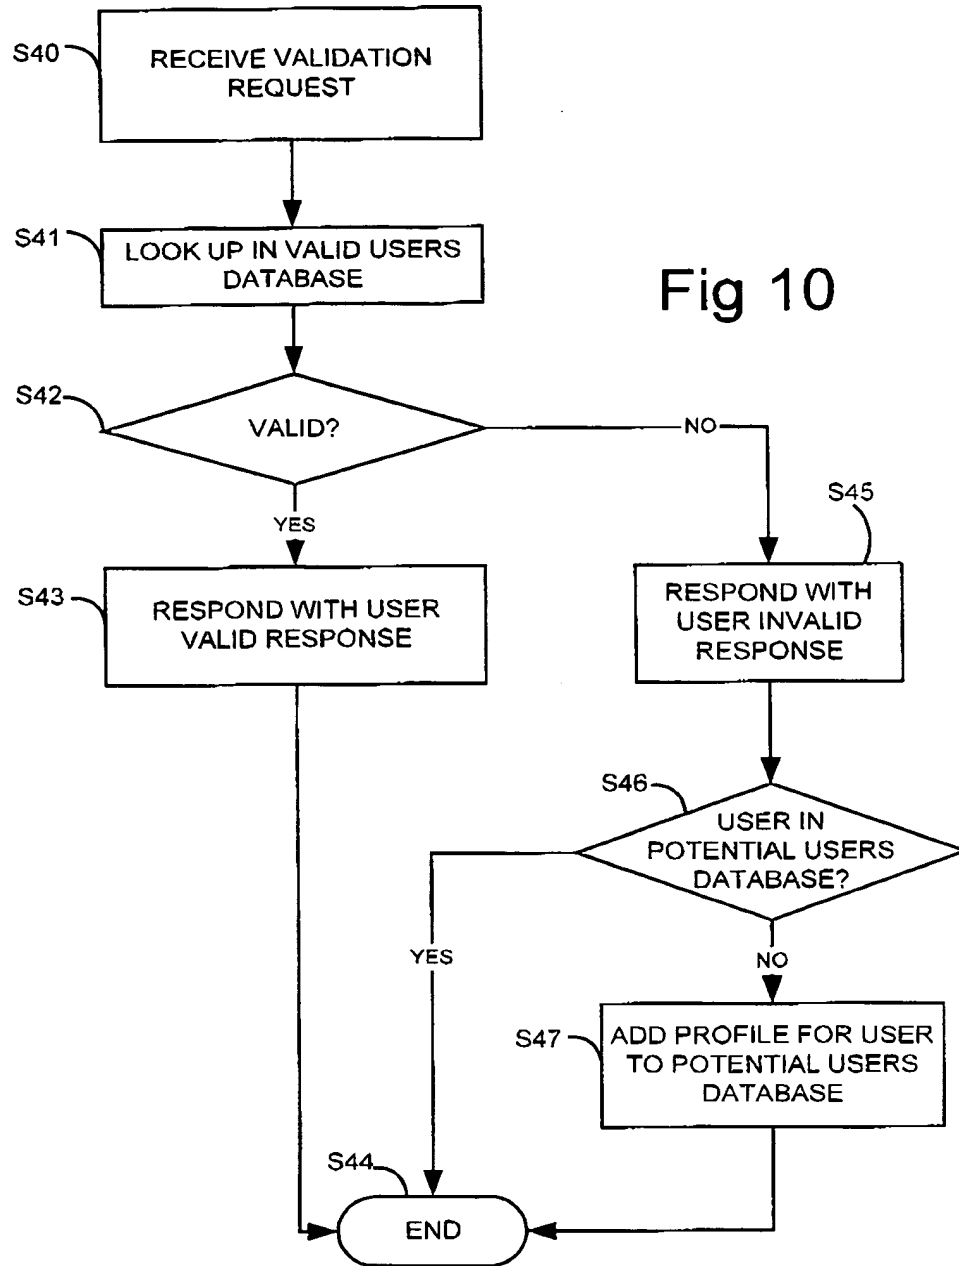 S40
RECEIVE VALIDATION
REQUEST
S41
LOOK UP IN VALID USERS
DATABASE
Fig 10
S42
VALID?
NO
YES
S45
S43
RESPOND WITH USER
VALID RESPONSE
RESPOND WITH
USER INVALID
RESPONSE
S46
USER IN
POTENTIAL USERS
DATABASE?
YES
NO
S47
ADD PROFILE FOR USER
TO POTENTIAL USERS
DATABASE
S44
END